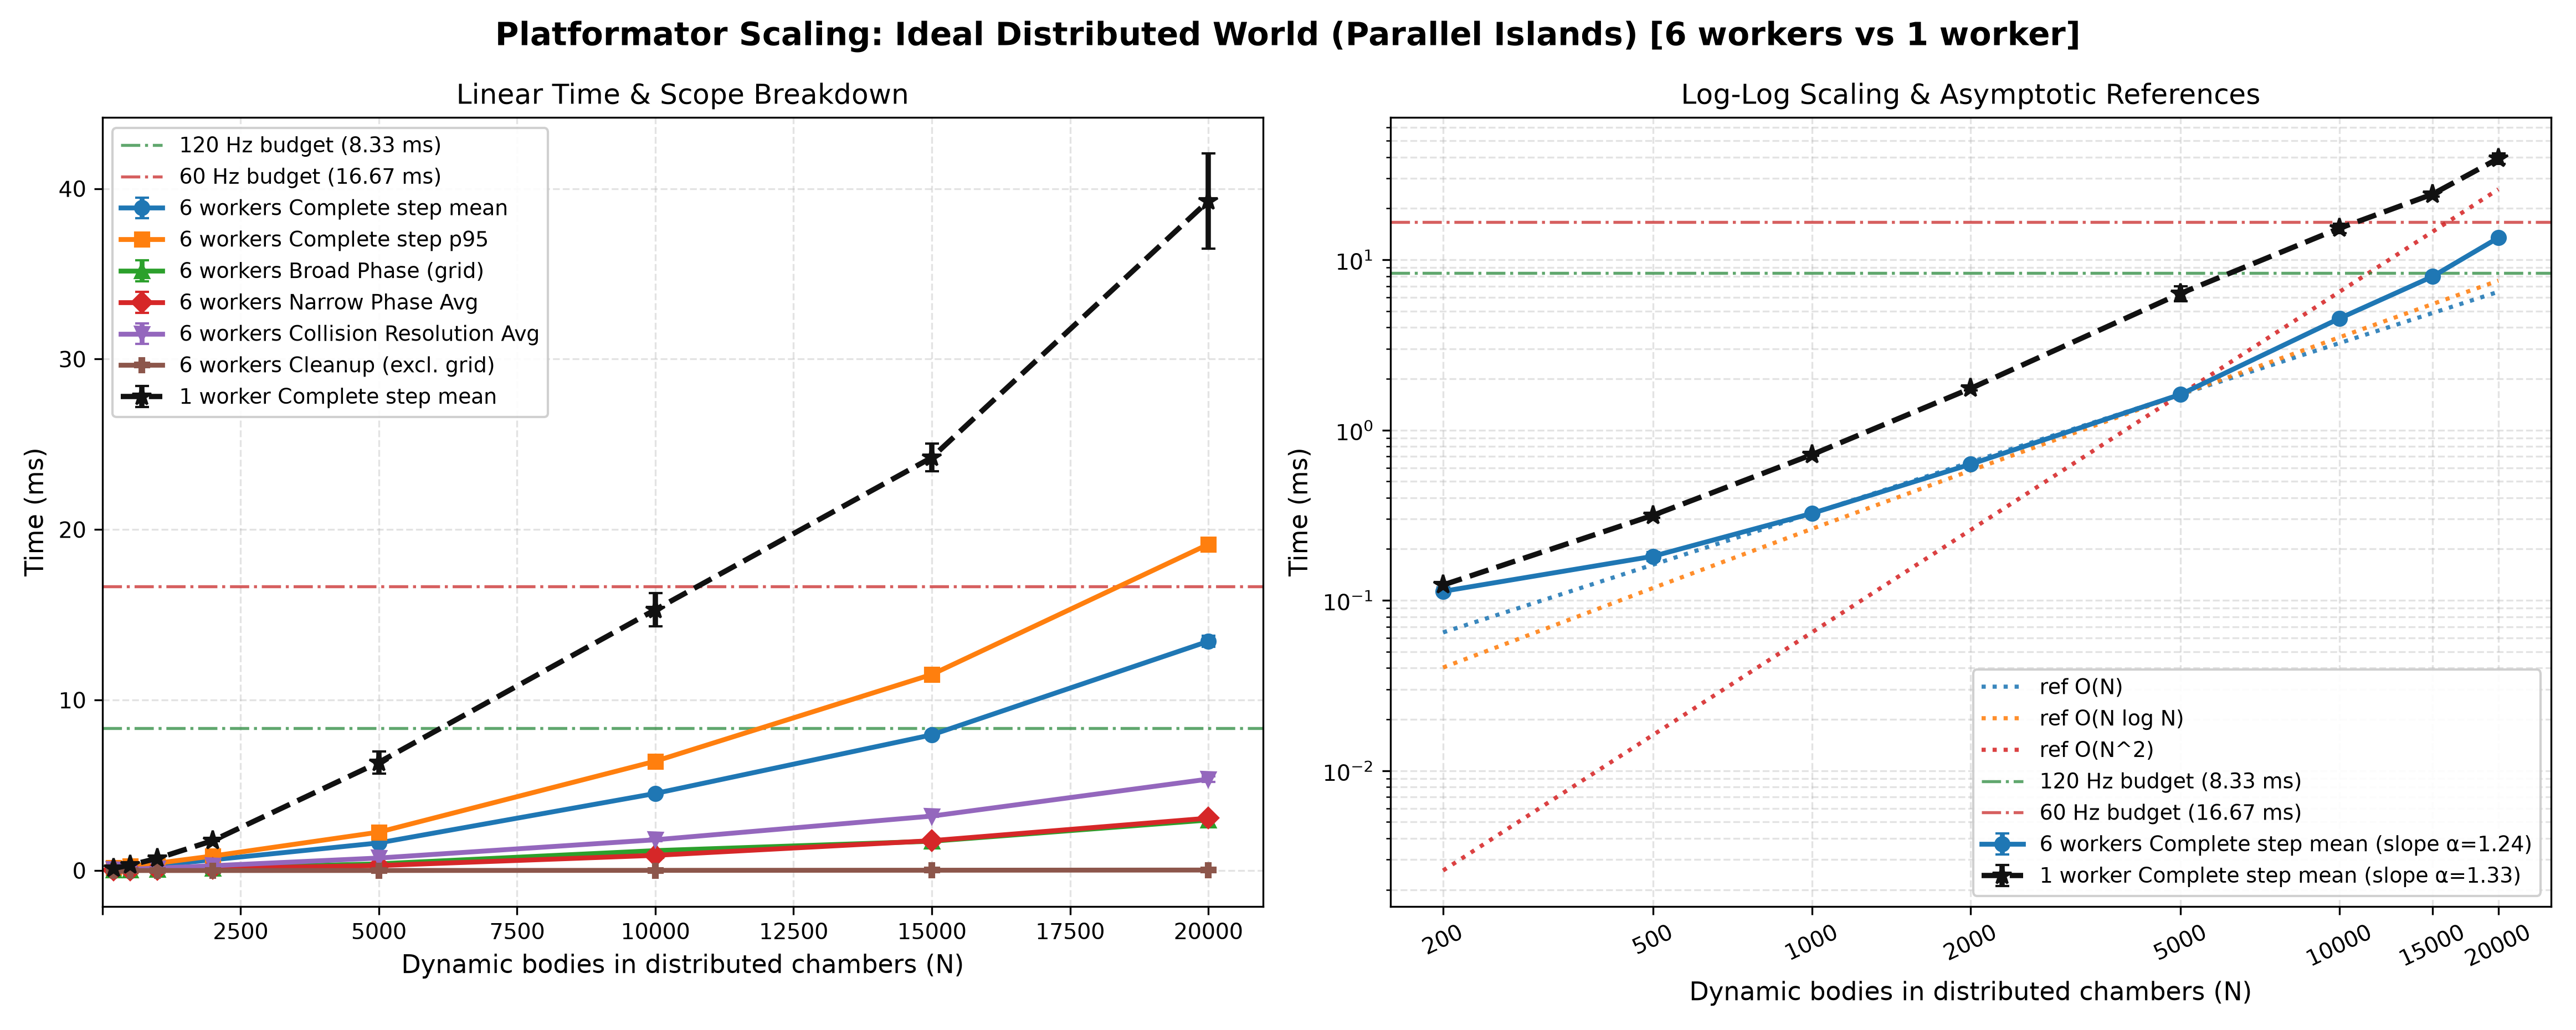 Platformator Scaling: Ideal Distributed World (Parallel Islands) [6 workers vs 1 worker]
Linear Time & Scope Breakdown
120 Hz budget (8.33 ms)
60 Hz budget (16.67 ms)
6 workers Complete step mean
6 workers Complete step p95
6 workers Broad Phase (grid)
6 workers Narrow Phase Avg
6 workers Collision Resolution Avg
6 workers Cleanup (excl. grid)
1 worker Complete step mean
Time (ms)
40
30
20
10
0
2500 5000 7500 10000 12500 15000 17500 20000
Dynamic bodies in distributed chambers (N)
Log-Log Scaling & Asymptotic References
Time (ms)
10¹
10⁰
10⁻¹
10⁻²
ref O(N)
ref O(N log N)
ref O(N^2)
120 Hz budget (8.33 ms)
60 Hz budget (16.67 ms)
6 workers Complete step mean (slope α=1.24)
1 worker Complete step mean (slope α=1.33)
200 500 1000 2000 5000 10000 15000 20000
Dynamic bodies in distributed chambers (N)